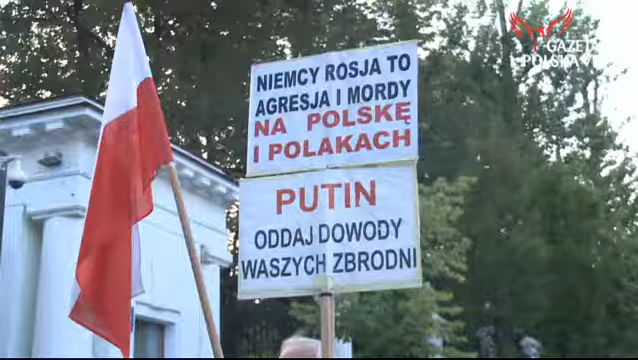 GAZETA
POLSKA
NIEMCY ROSJA TO
AGRESJA I MORDY
NA POLSKĘ
I POLAKACH
PUTIN
ODDAJ DOWODY
WASZYCH ZBRODNI